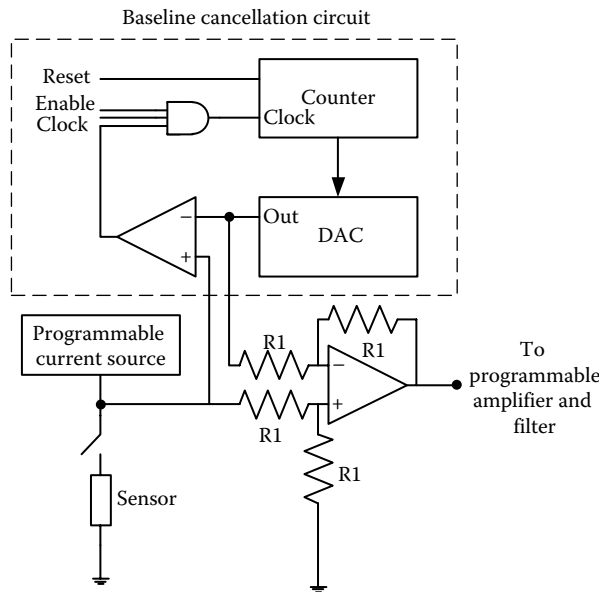 Baseline cancellation circuit
Reset
Enable
Clock
Counter
Clock
Out
DAC
−
+
Programmable
current source
R1
R1
−
+
R1
R1
Sensor
To
programmable
amplifier and
filter